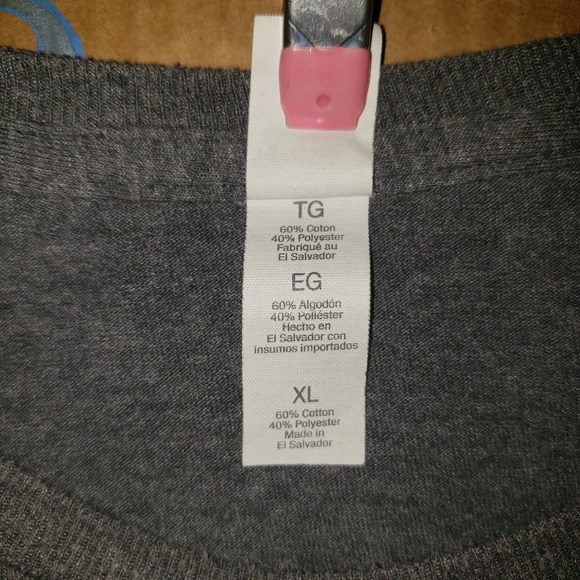 TG
60% Coton
40% Polyester
Fabriqué au
El Salvador
EG
60% Algodón
40% Poliéster
Hecho en
El Salvador con
insumos importados
XL
60% Cotton
40% Polyester
Made in
El Salvador